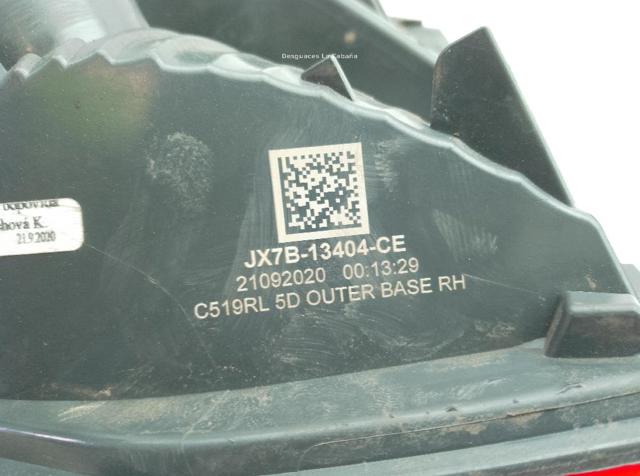 Desguaces La Cabaña
JX7B-13404-CE
21092020 00:13:29
C519RL 5D OUTER BASE RH
hová K.
21.9.2020